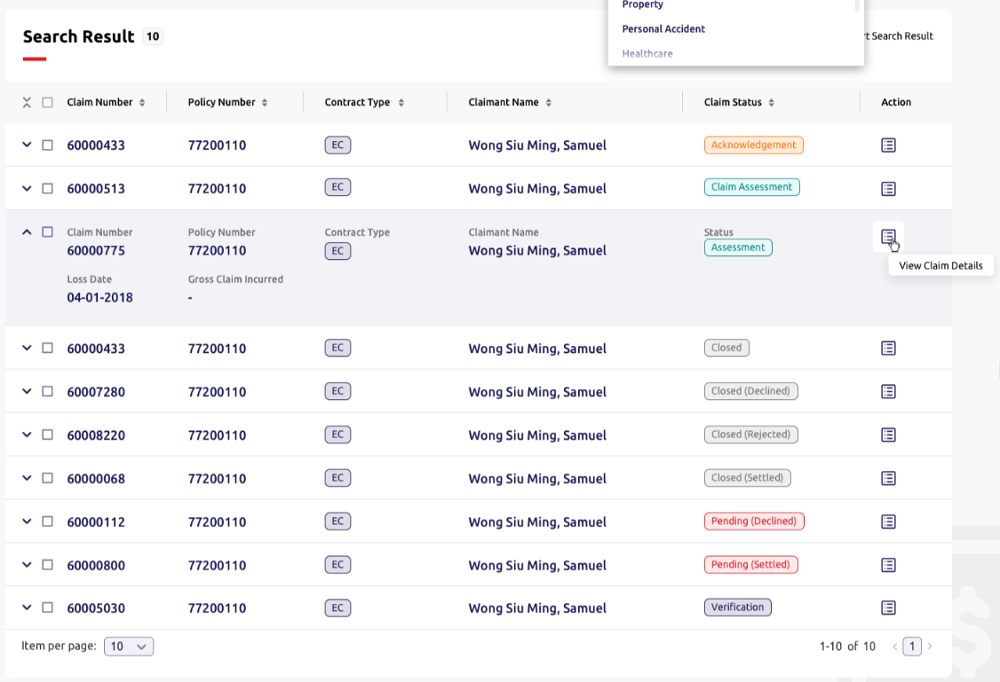 Property
Personal Accident
Healthcare
Search Result 10
t Search Result
Claim Number Policy Number Contract Type Claimant Name Claim Status Action
60000433 77200110 EC Wong Siu Ming, Samuel Acknowledgement
60000513 77200110 EC Wong Siu Ming, Samuel Claim Assessment
Claim Number Policy Number Contract Type Claimant Name Status
60000775 77200110 EC Wong Siu Ming, Samuel Assessment
View Claim Details
Loss Date Gross Claim Incurred
04-01-2018 -
60000433 77200110 EC Wong Siu Ming, Samuel Closed
60007280 77200110 EC Wong Siu Ming, Samuel Closed (Declined)
60008220 77200110 EC Wong Siu Ming, Samuel Closed (Rejected)
60000068 77200110 EC Wong Siu Ming, Samuel Closed (Settled)
60000112 77200110 EC Wong Siu Ming, Samuel Pending (Declined)
60000800 77200110 EC Wong Siu Ming, Samuel Pending (Settled)
60005030 77200110 EC Wong Siu Ming, Samuel Verification
Item per page: 10 1-10 of 10 < 1 >
$